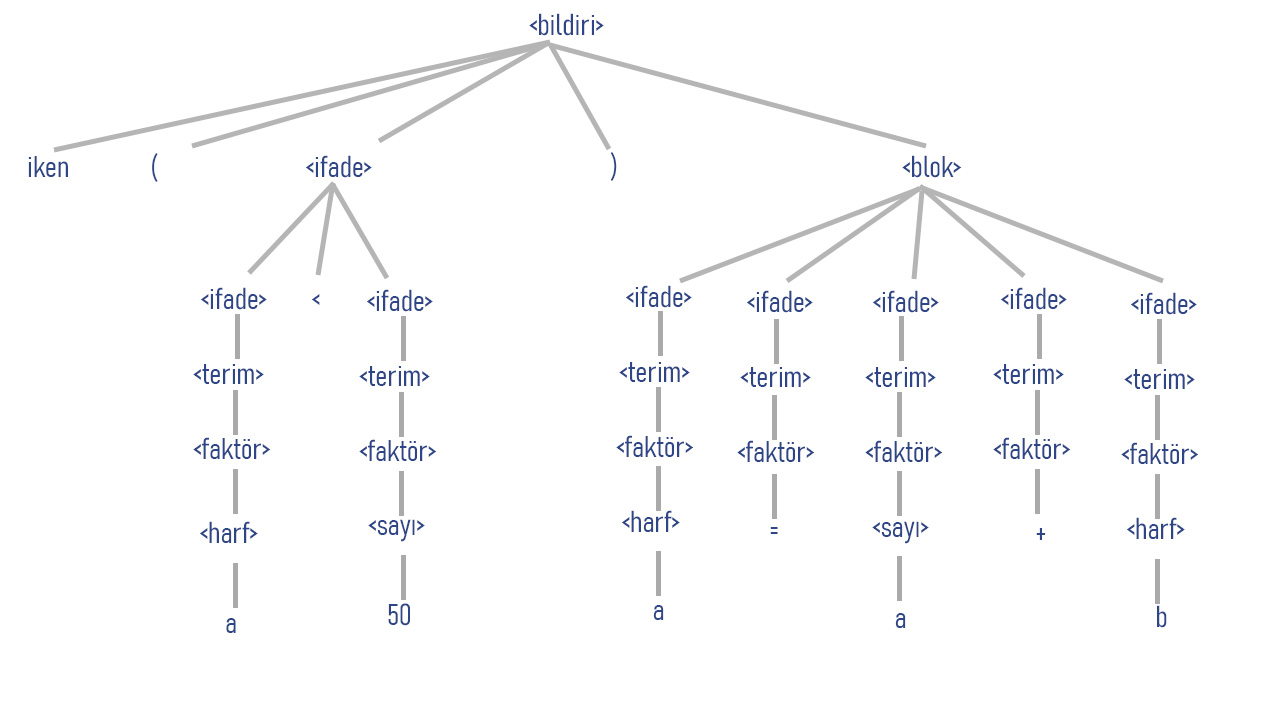 <bildiri>
iken ( <ifade> ) <blok>
<ifade> < <ifade> <ifade> <ifade> <ifade> <ifade> <ifade>
<terim> <terim> <terim> <terim> <terim> <terim> <terim>
<faktör> <faktör> <faktör> <faktör> <faktör> <faktör> <faktör>
<harf> <sayı> <harf> = <sayı> + <harf>
a 50 a a b